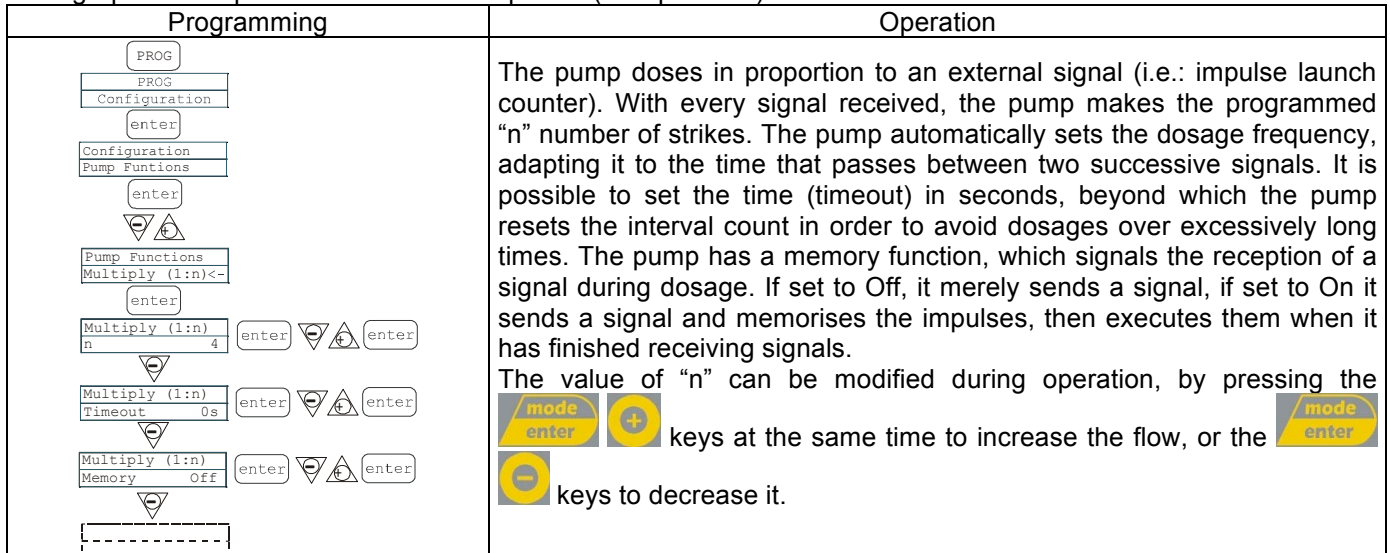 Programming
PROG
PROG
Configuration
enter
Configuration
Pump Funtions
enter
- +
Pump Functions
Multiply (1:n)<-
enter
Multiply (1:n)
n 4
enter - + enter
-
Multiply (1:n)
Timeout 0s
enter - + enter
-
Multiply (1:n)
Memory Off
enter - + enter
-
Operation
The pump doses in proportion to an external signal (i.e.: impulse launch
counter). With every signal received, the pump makes the programmed
“n” number of strikes. The pump automatically sets the dosage frequency,
adapting it to the time that passes between two successive signals. It is
possible to set the time (timeout) in seconds, beyond which the pump
resets the interval count in order to avoid dosages over excessively long
times. The pump has a memory function, which signals the reception of a
signal during dosage. If set to Off, it merely sends a signal, if set to On it
sends a signal and memorises the impulses, then executes them when it
has finished receiving signals.
The value of “n” can be modified during operation, by pressing the
mode enter + keys at the same time to increase the flow, or the mode enter
- keys to decrease it.